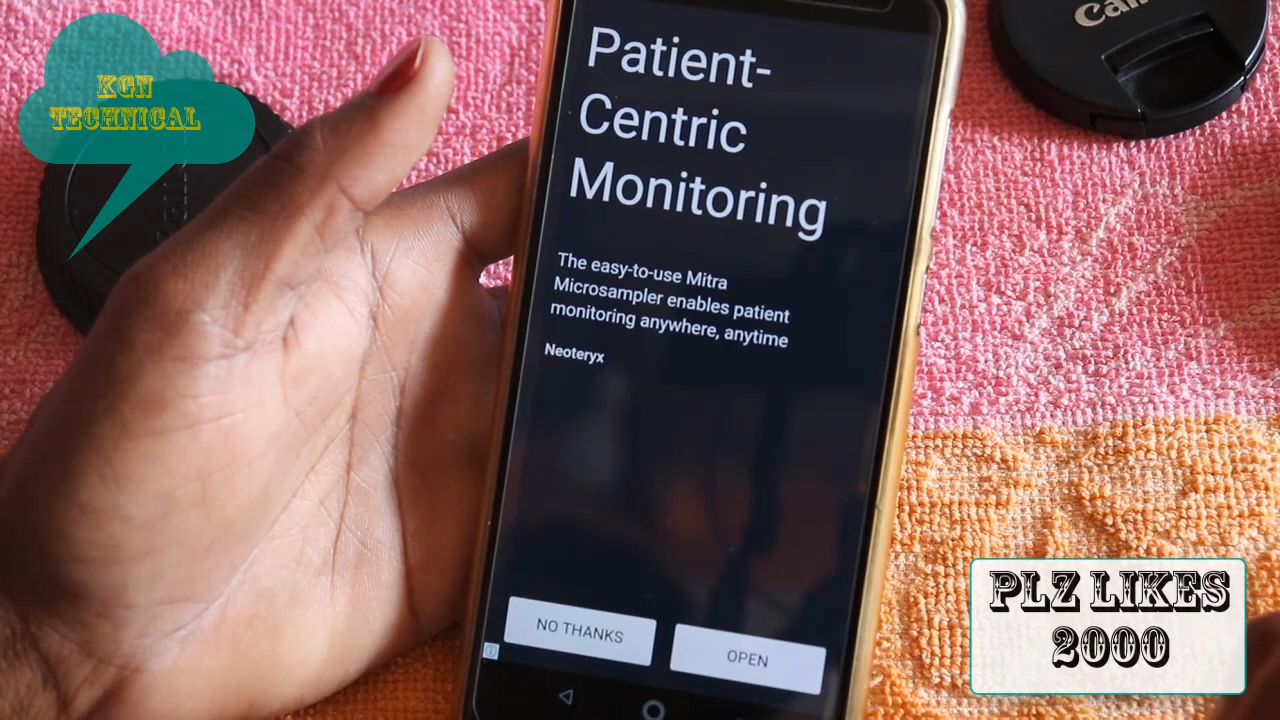 KGN
TECHNICAL
Patient-
Centric
Monitoring
The easy-to-use Mitra
Microsampler enables patient
monitoring anywhere, anytime
Neoteryx
NO THANKS
OPEN
PLZ LIKES
2000